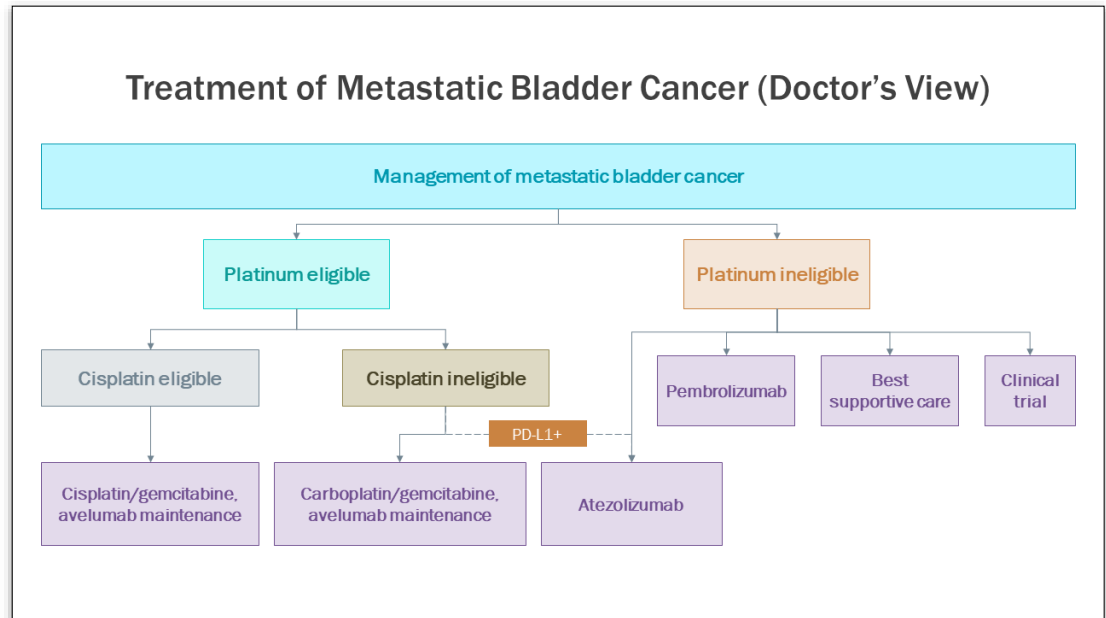 Treatment of Metastatic Bladder Cancer (Doctor’s View)
Management of metastatic bladder cancer
Platinum eligible
Platinum ineligible
Cisplatin eligible
Cisplatin ineligible
Pembrolizumab
Best
supportive care
Clinical
trial
PD-L1+
Cisplatin/gemcitabine,
avelumab maintenance
Carboplatin/gemcitabine,
avelumab maintenance
Atezolizumab